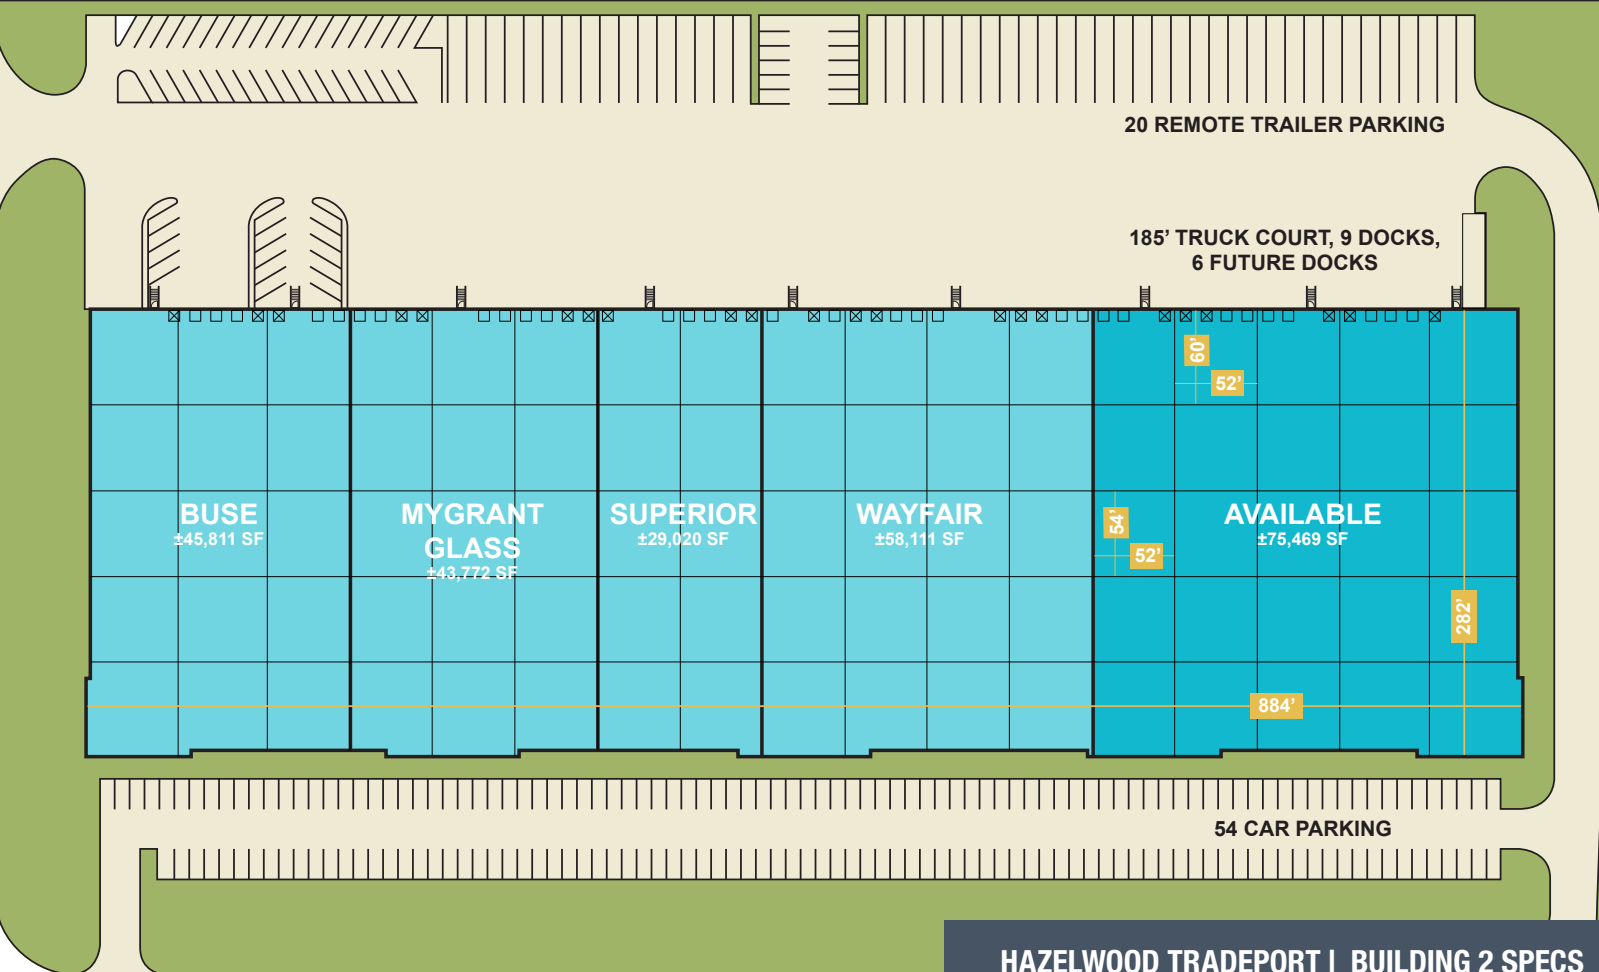 20 REMOTE TRAILER PARKING
185’ TRUCK COURT, 9 DOCKS,
6 FUTURE DOCKS
60’
52’
BUSE
±45,811 SF
MYGRANT
GLASS
±43,772 SF
SUPERIOR
±29,020 SF
WAYFAIR
±58,111 SF
AVAILABLE
±75,469 SF
54’
52’
282’
884’
54 CAR PARKING
HAZELWOOD TRADEPORT | BUILDING 2 SPECS